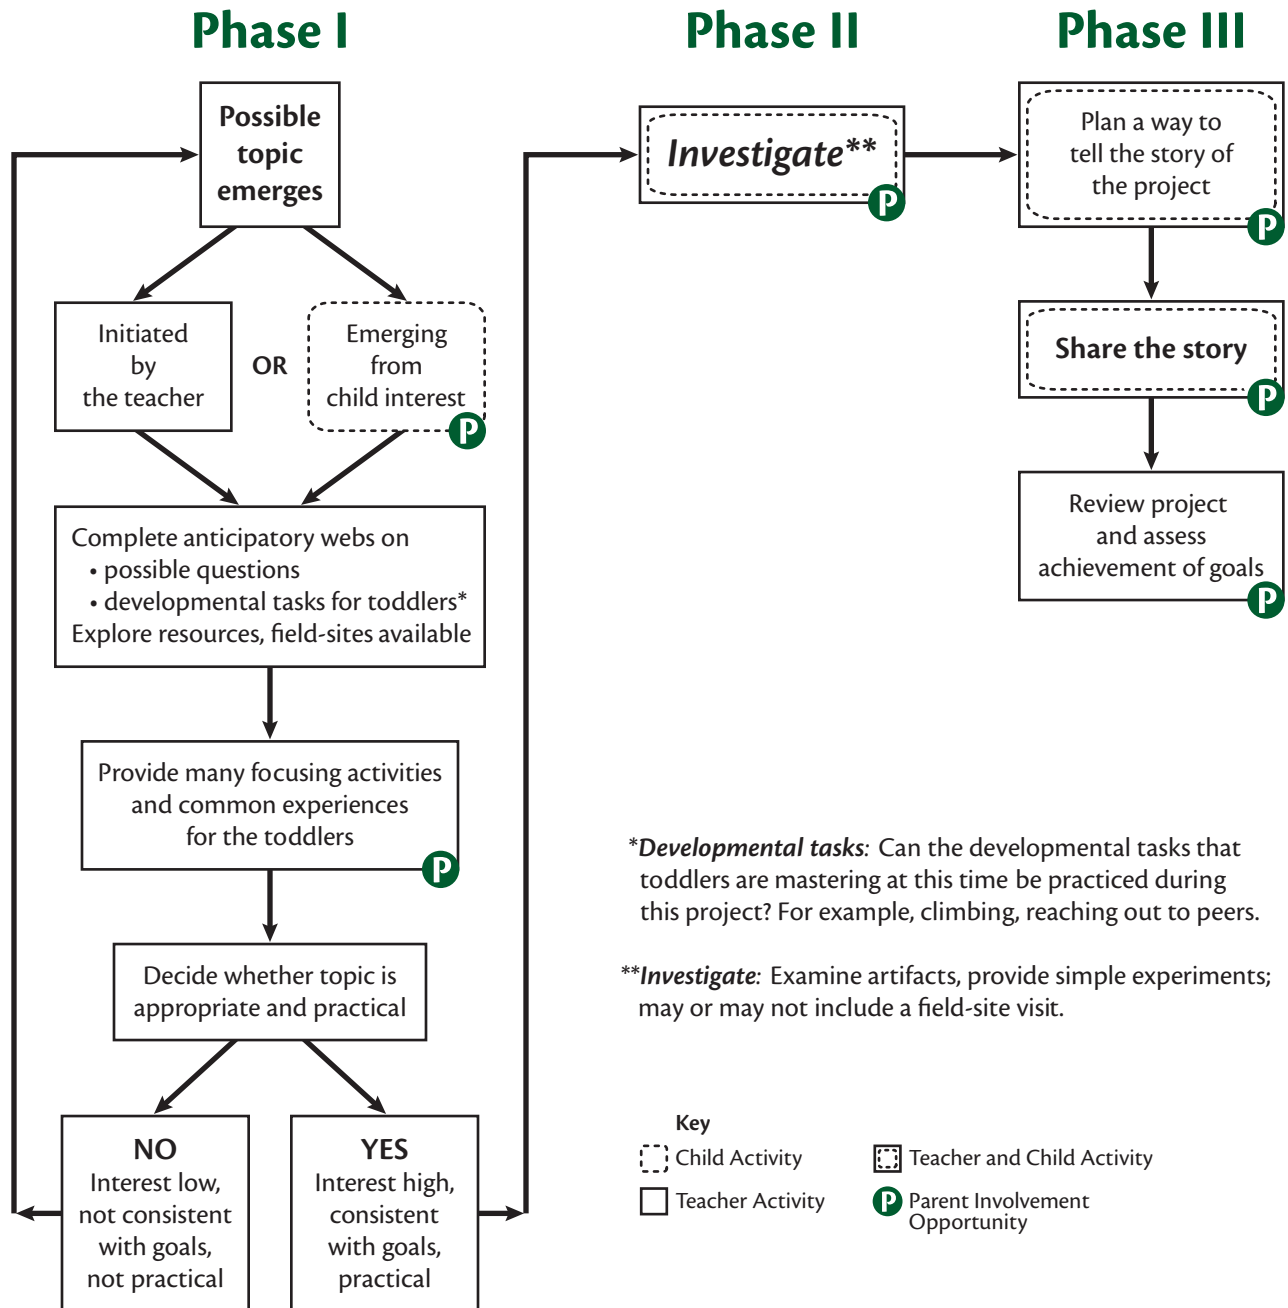 Phase I
Possible
topic
emerges
Initiated
by
the teacher
OR
Emerging
from
child interest
P
Complete anticipatory webs on
• possible questions
• developmental tasks for toddlers*
Explore resources, field-sites available
Provide many focusing activities
and common experiences
for the toddlers
P
Decide whether topic is
appropriate and practical
NO
Interest low,
not consistent
with goals,
not practical
YES
Interest high,
consistent
with goals,
practical
Phase II
Investigate**
P
Phase III
Plan a way to
tell the story of
the project
P
Share the story
P
Review project
and assess
achievement of goals
P
*Developmental tasks: Can the developmental tasks that
toddlers are mastering at this time be practiced during
this project? For example, climbing, reaching out to peers.
**Investigate: Examine artifacts, provide simple experiments;
may or may not include a field-site visit.
Key
Child Activity
Teacher Activity
Teacher and Child Activity
P Parent Involvement
Opportunity